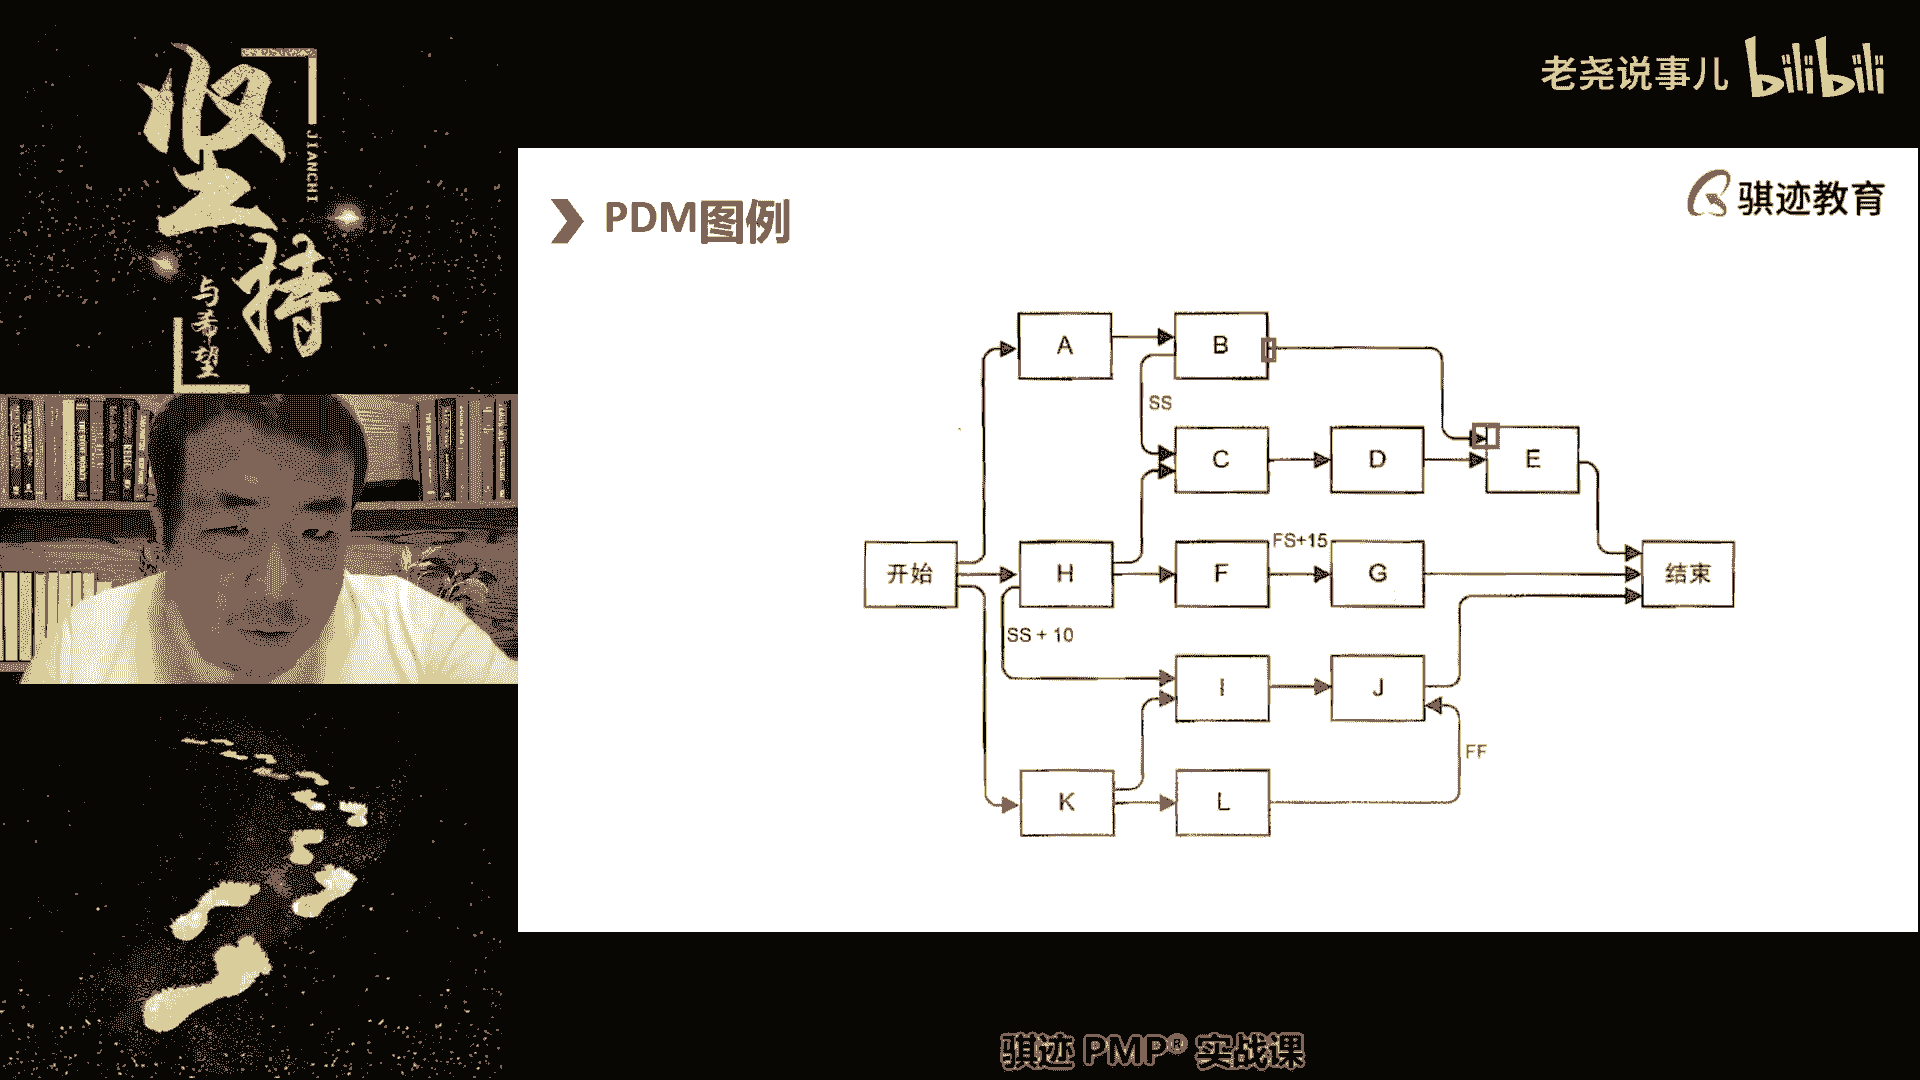 坚持
JIANCHI
与希望
老尧说事儿 bilibili
骐迹教育
PDM图例
A
B
SS
C
D
E
开始
H
F
FS+15
G
结束
SS + 10
I
J
FF
K
L
骐迹 PMP® 实战课